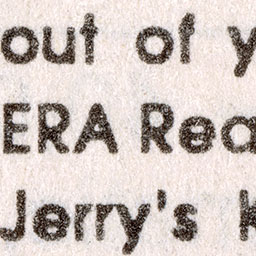 out of y
ERA Rea
Jerry's K